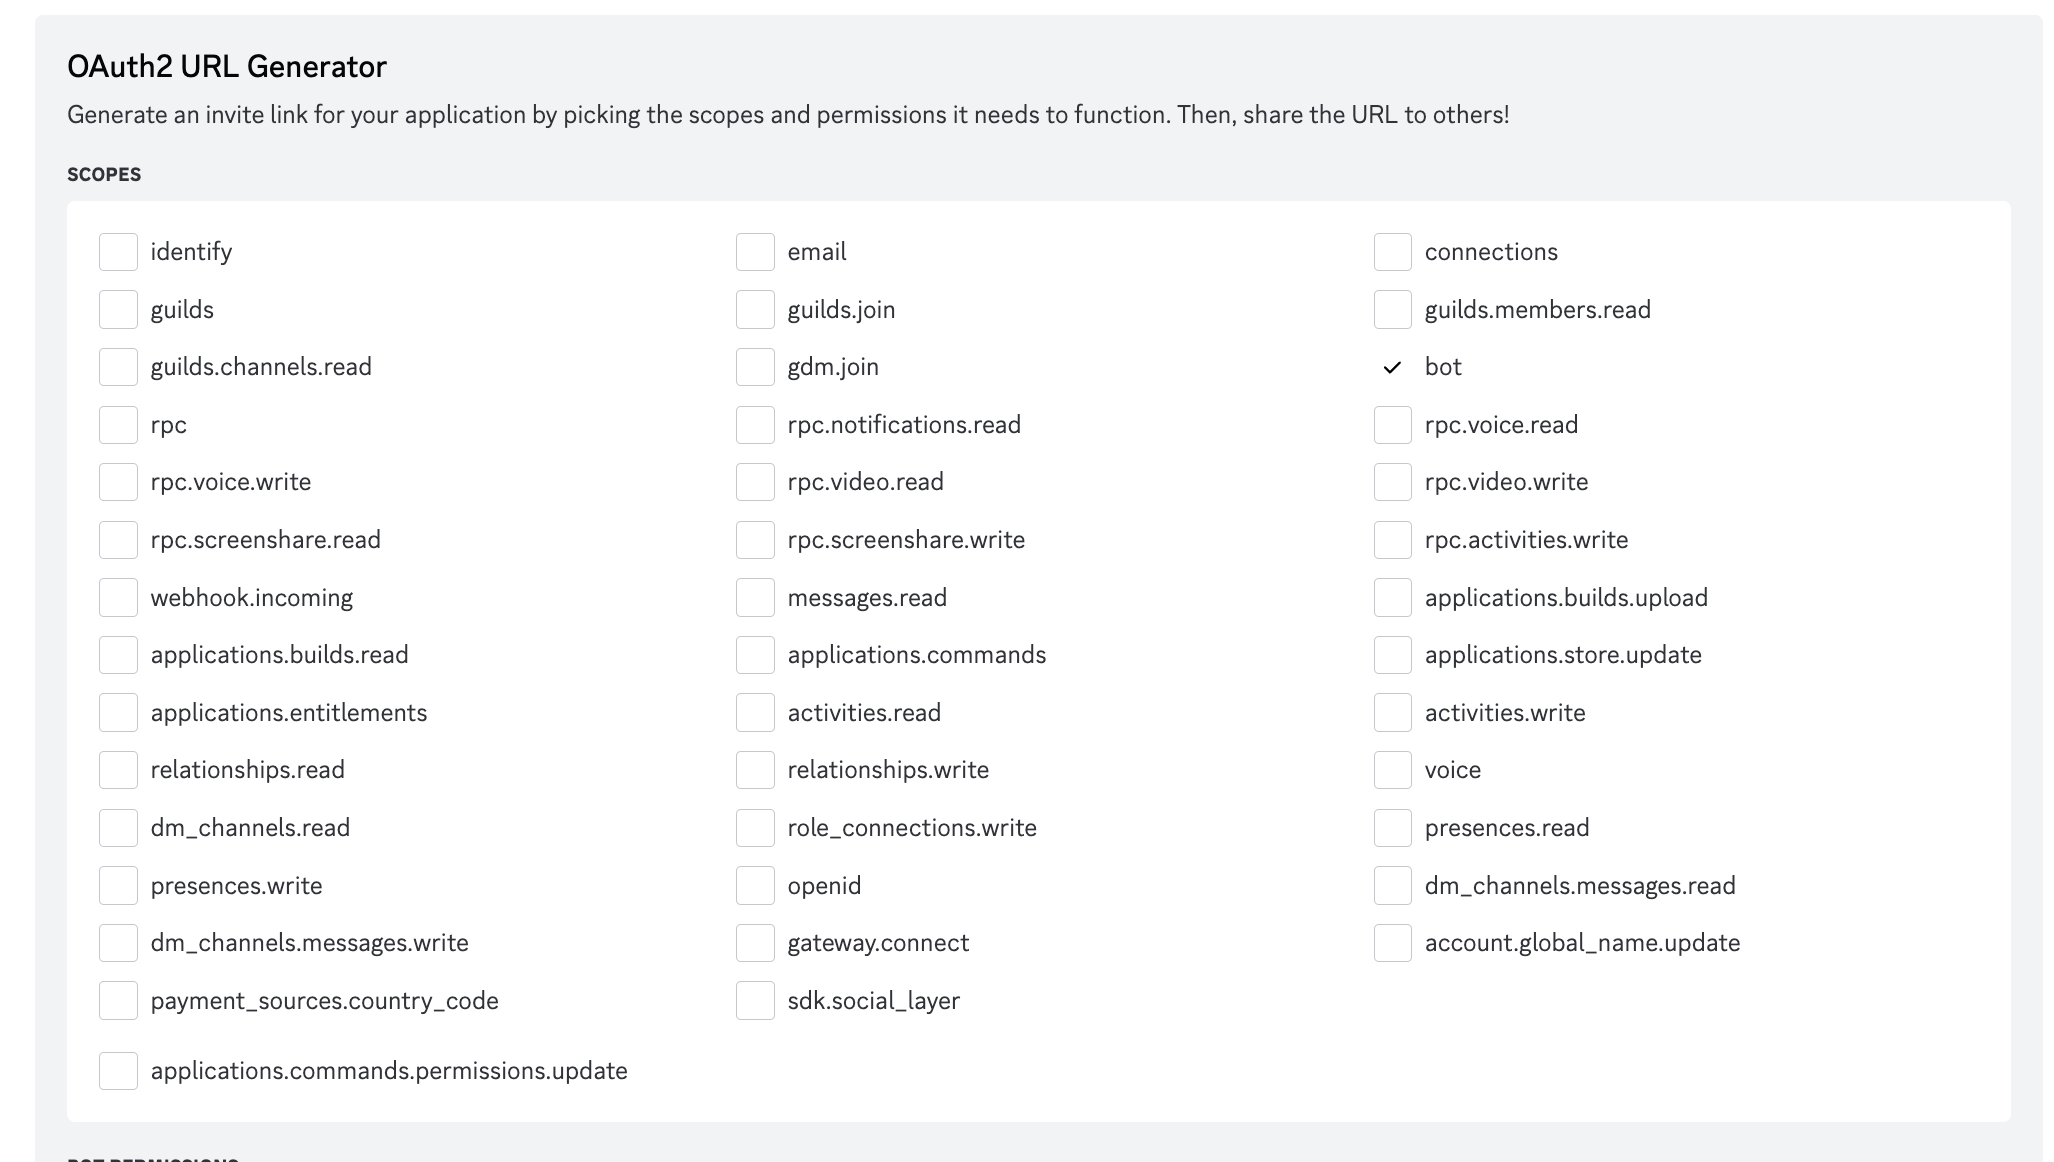 OAuth2 URL Generator
Generate an invite link for your application by picking the scopes and permissions it needs to function. Then, share the URL to others!
SCOPES
identify email connections
guilds guilds.join guilds.members.read
guilds.channels.read gdm.join bot
rpc rpc.notifications.read rpc.voice.read
rpc.voice.write rpc.video.read rpc.video.write
rpc.screenshare.read rpc.screenshare.write rpc.activities.write
webhook.incoming messages.read applications.builds.upload
applications.builds.read applications.commands applications.store.update
applications.entitlements activities.read activities.write
relationships.read relationships.write voice
dm_channels.read role_connections.write presences.read
presences.write openid dm_channels.messages.read
dm_channels.messages.write gateway.connect account.global_name.update
payment_sources.country_code sdk.social_layer
applications.commands.permissions.update